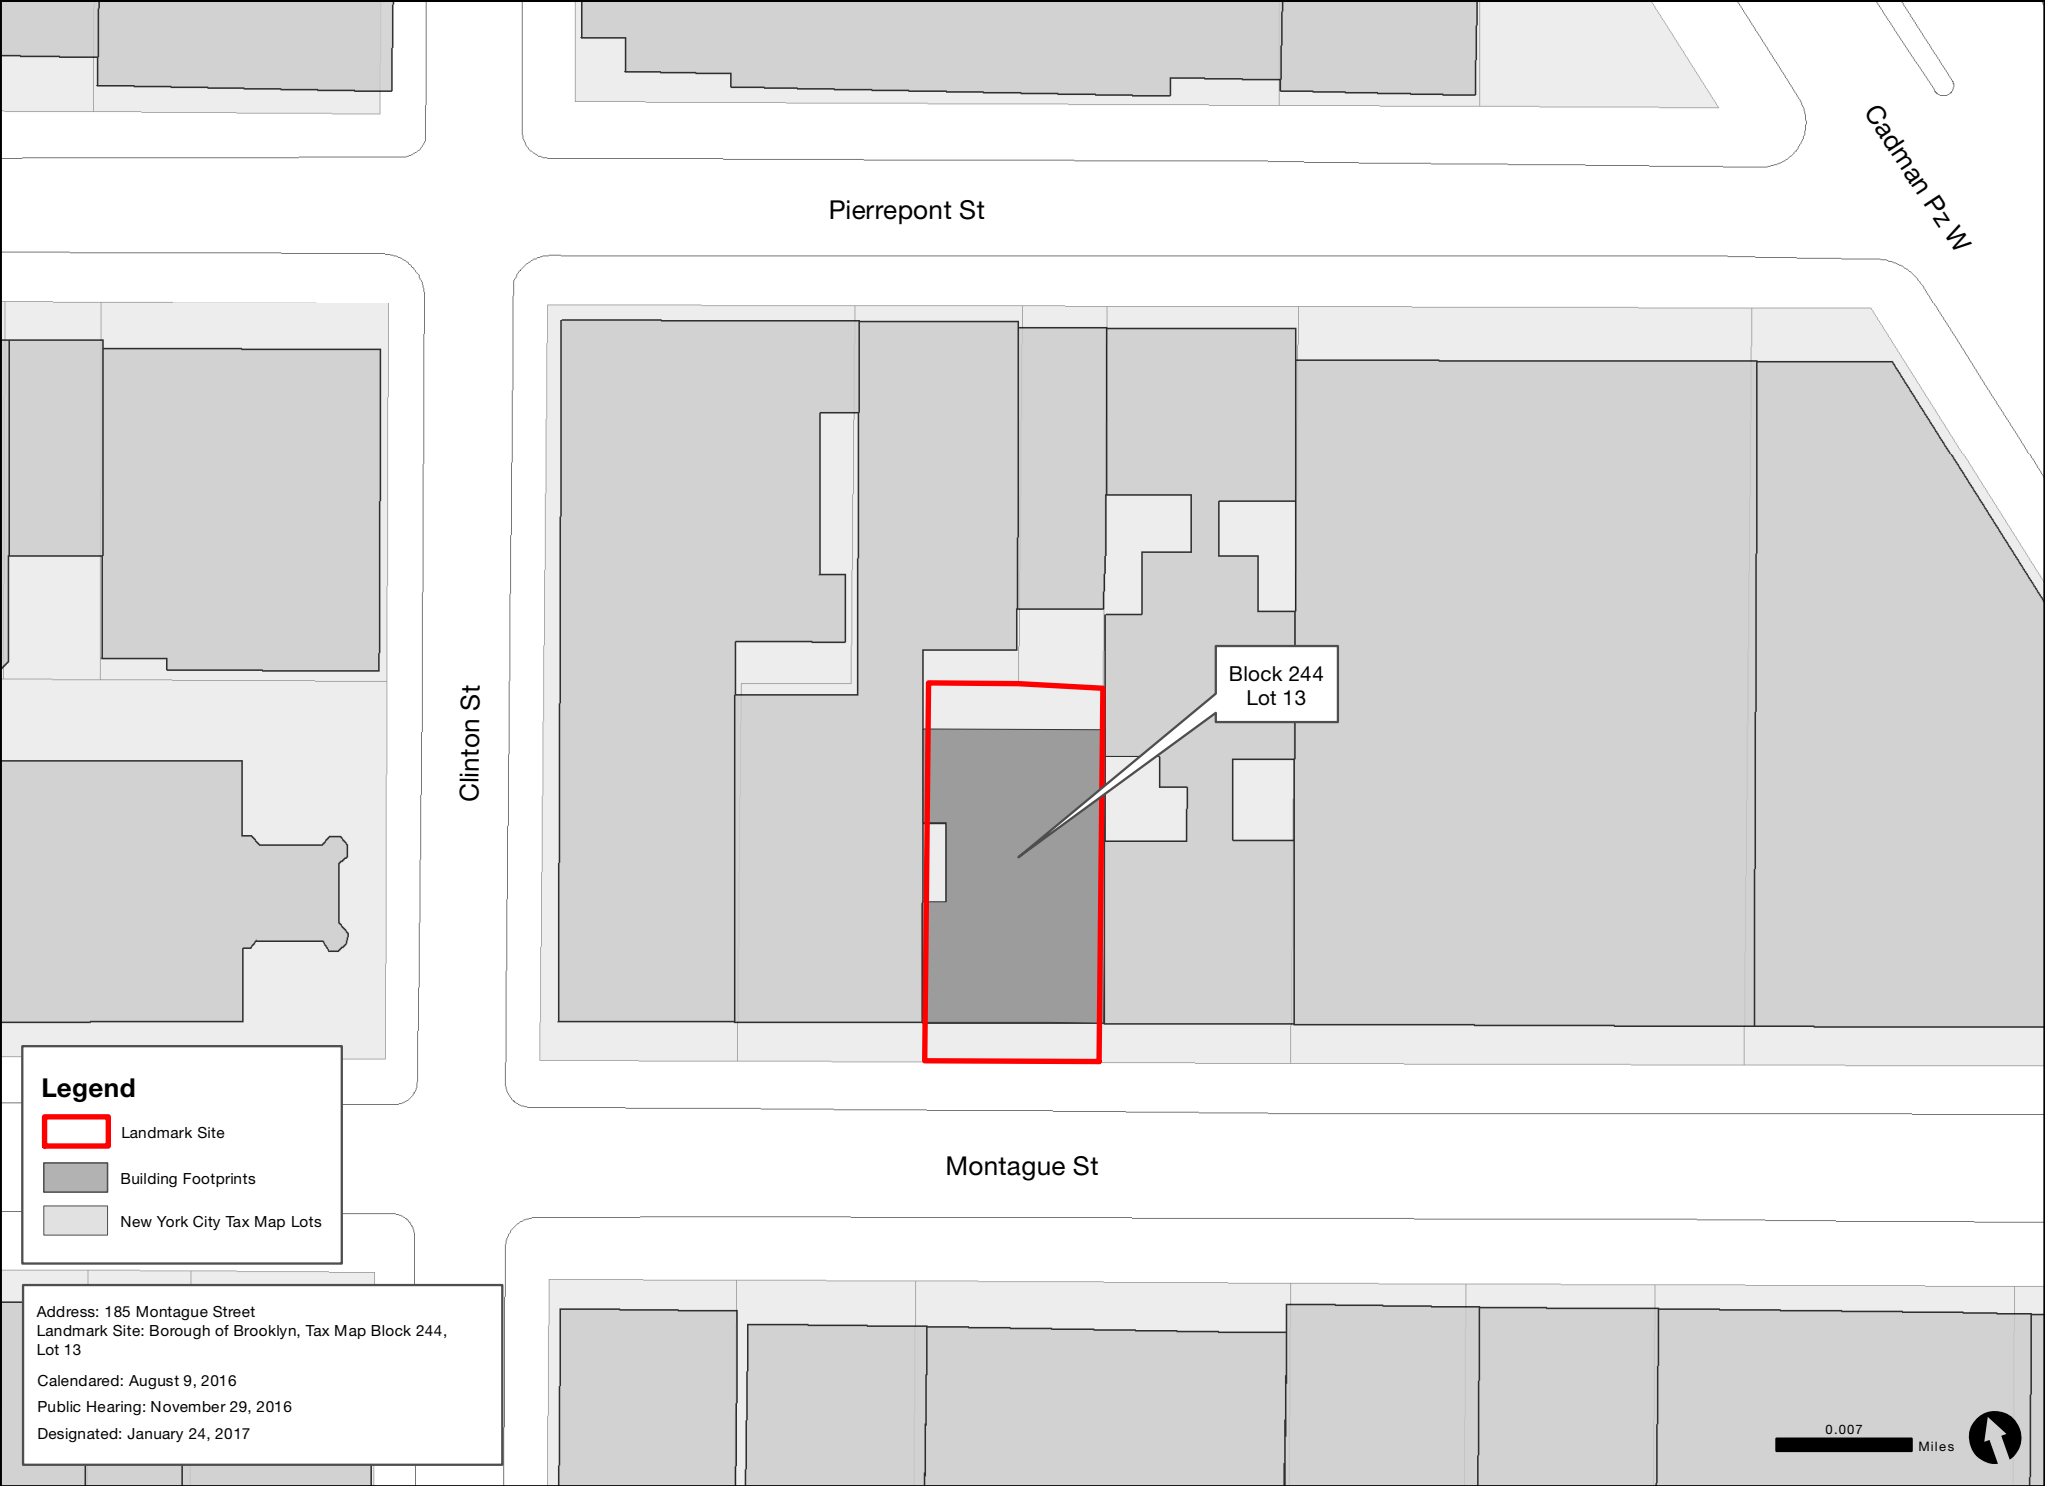 Cadman Pz W
Pierrepont St
Clinton St
Block 244
Lot 13
Montague St
Legend
Landmark Site
Building Footprints
New York City Tax Map Lots
Address: 185 Montague Street
Landmark Site: Borough of Brooklyn, Tax Map Block 244,
Lot 13
Calendared: August 9, 2016
Public Hearing: November 29, 2016
Designated: January 24, 2017
0.007
Miles